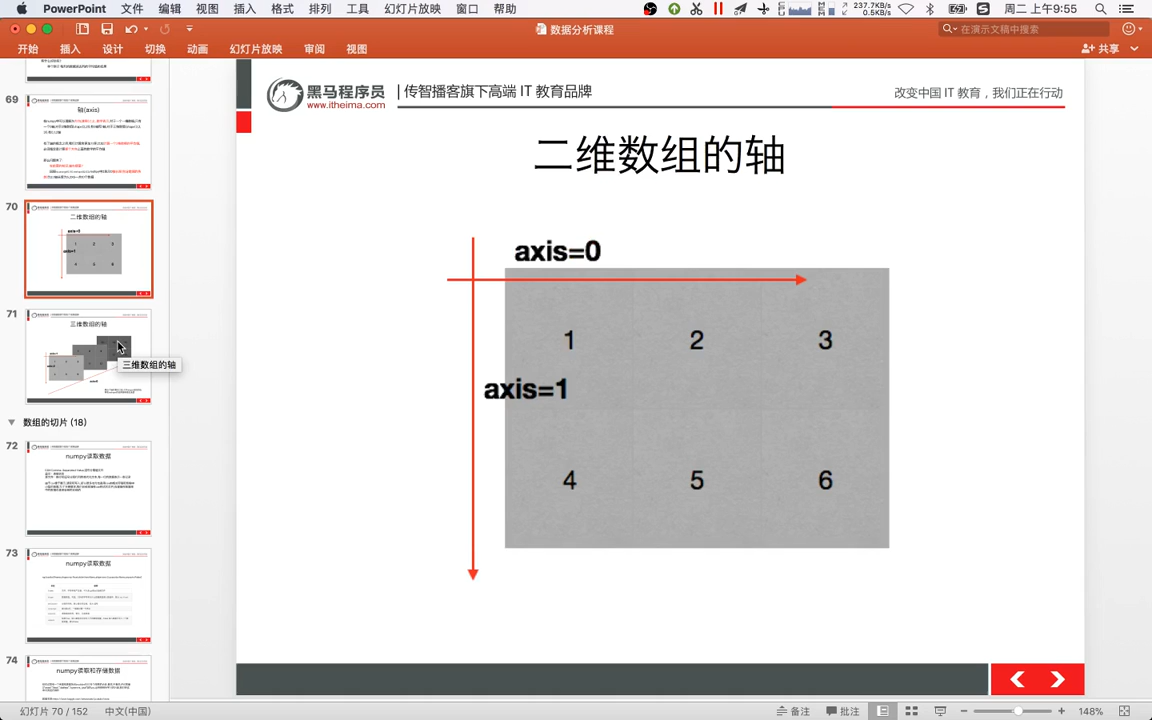 PowerPoint 文件 编辑 视图 插入 格式 排列 工具 幻灯片放映 窗口 帮助 237.7KB/s 0.5KB/s 周二 上午9:55
数据分析课程 在演示文稿中搜索
开始 插入 设计 切换 动画 幻灯片放映 审阅 视图 共享
69
轴(axis)
70
二维数组的轴
axis=0
1 2 3
axis=1
4 5 6
71
三维数组的轴
三维数组的轴
数组的切片 (18)
72
numpy读取数据
73
numpy读取数据
74
numpy读取和存储数据
黑马程序员
www.itheima.com
传智播客旗下高端 IT 教育品牌
改变中国 IT 教育，我们正在行动
二维数组的轴
axis=0
1 2 3
axis=1
4 5 6
幻灯片 70 / 152 中文(中国) 备注 批注 148%